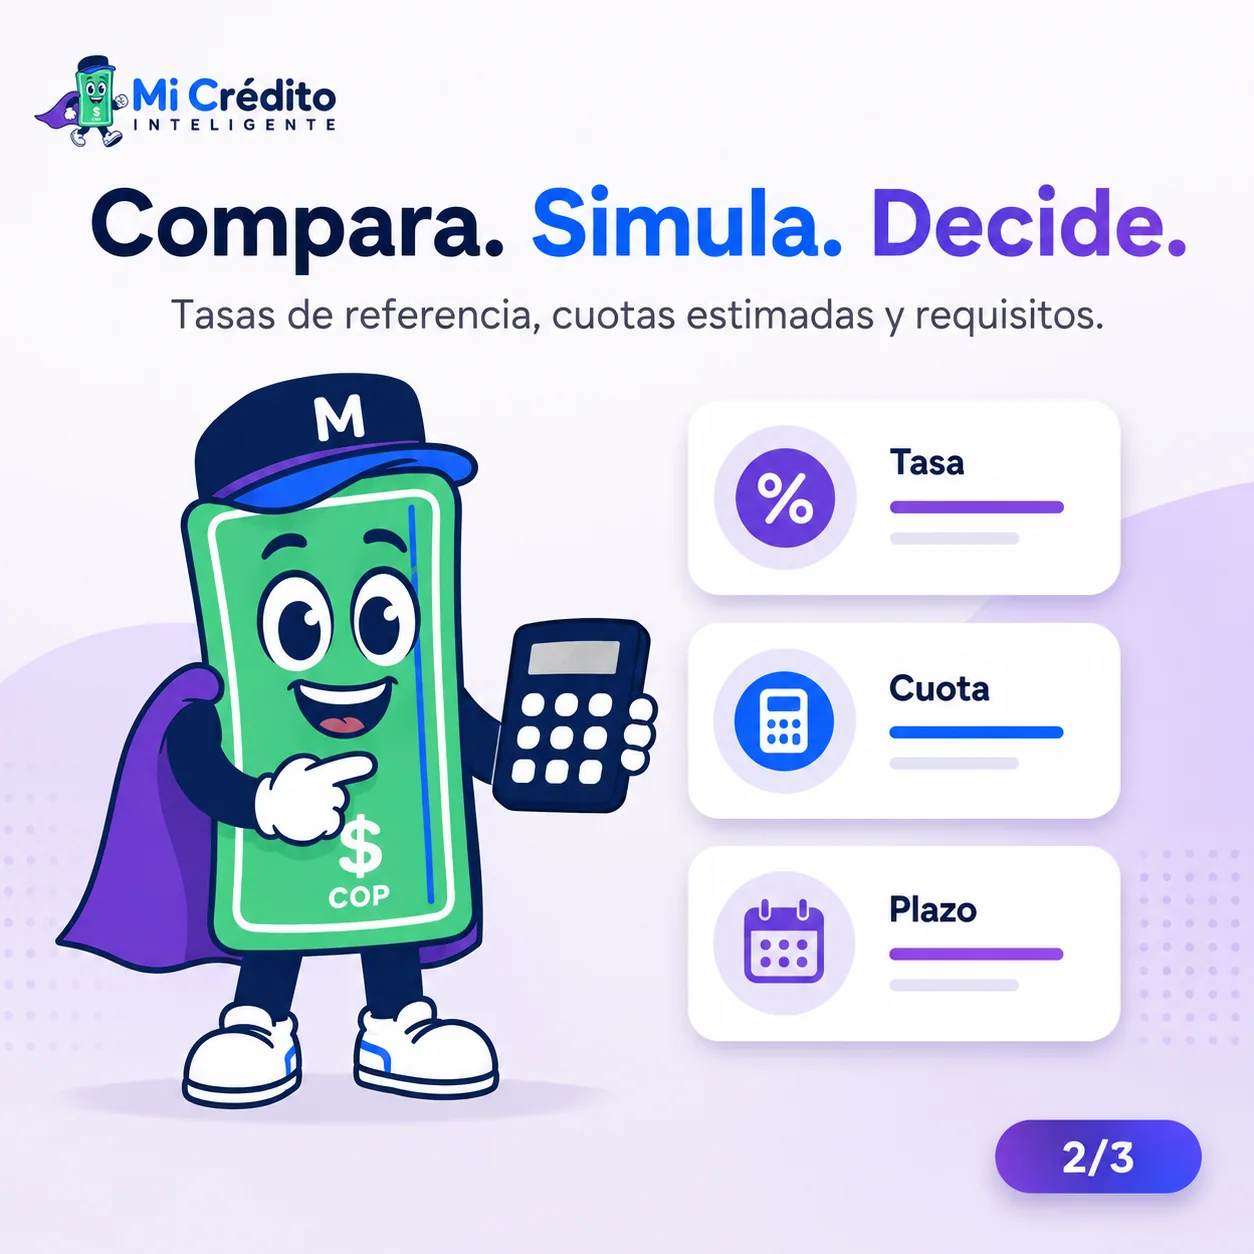 Mi Crédito
INTELIGENTE
Compara. Simula. Decide.
Tasas de referencia, cuotas estimadas y requisitos.
M
$
COP
%
Tasa
Cuota
Plazo
2/3